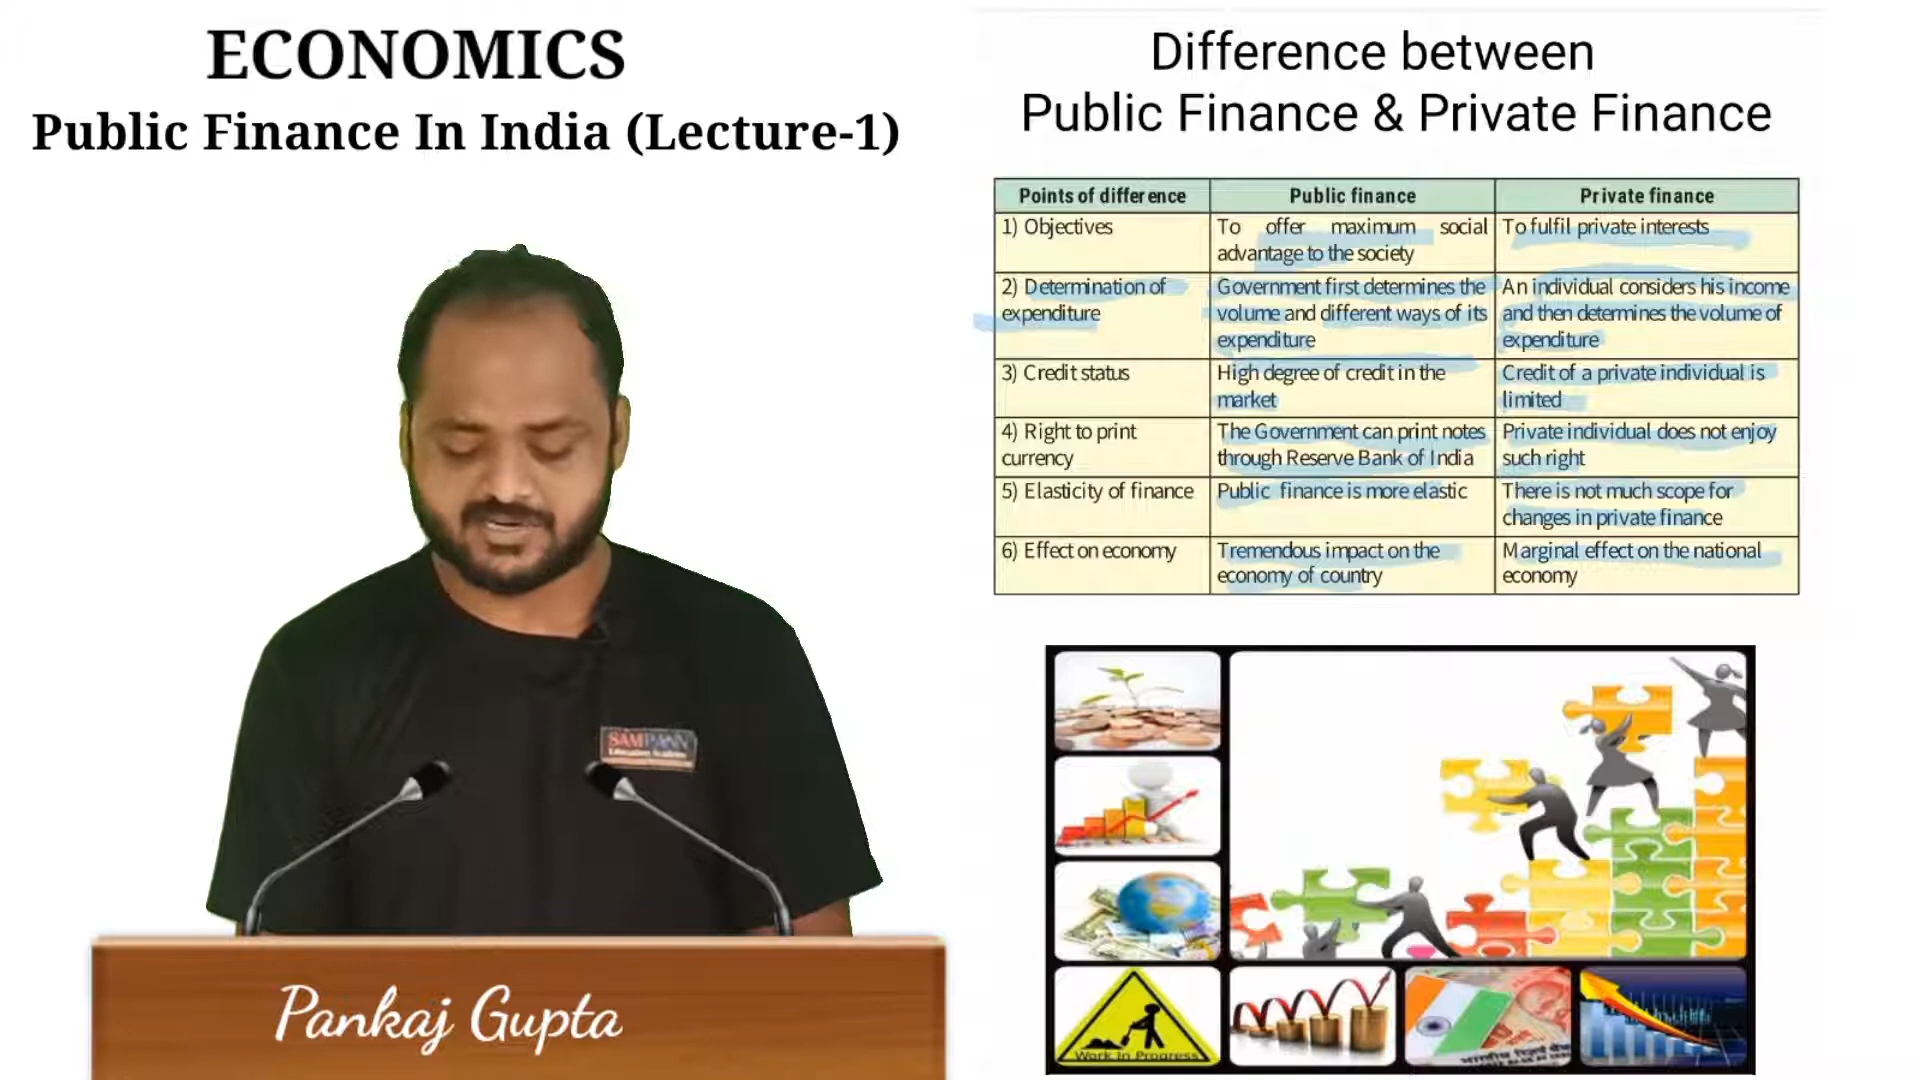 ECONOMICS
Public Finance In India (Lecture-1)
Difference between
Public Finance & Private Finance
Points of difference
Public finance
Private finance
1) Objectives
To offer maximum social
advantage to the society
To fulfil private interests
2) Determination of
expenditure
Government first determines the
volume and different ways of its
expenditure
An individual considers his income
and then determines the volume of
expenditure
3) Credit status
High degree of credit in the
market
Credit of a private individual is
limited
4) Right to print
currency
The Government can print notes
through Reserve Bank of India
Private individual does not enjoy
such right
5) Elasticity of finance
Public finance is more elastic
There is not much scope for
changes in private finance
6) Effect on economy
Tremendous impact on the
economy of country
Marginal effect on the national
economy
SAMPANN
Pankaj Gupta
Work In Progress